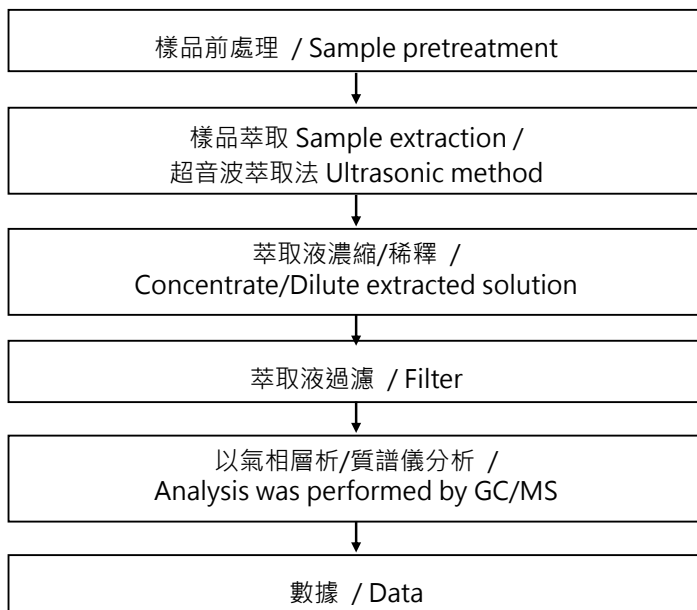 樣品前處理 / Sample pretreatment
樣品萃取 Sample extraction /
超音波萃取法 Ultrasonic method
萃取液濃縮/稀釋 /
Concentrate/Dilute extracted solution
萃取液過濾 / Filter
以氣相層析/質譜儀分析 /
Analysis was performed by GC/MS
數據 / Data